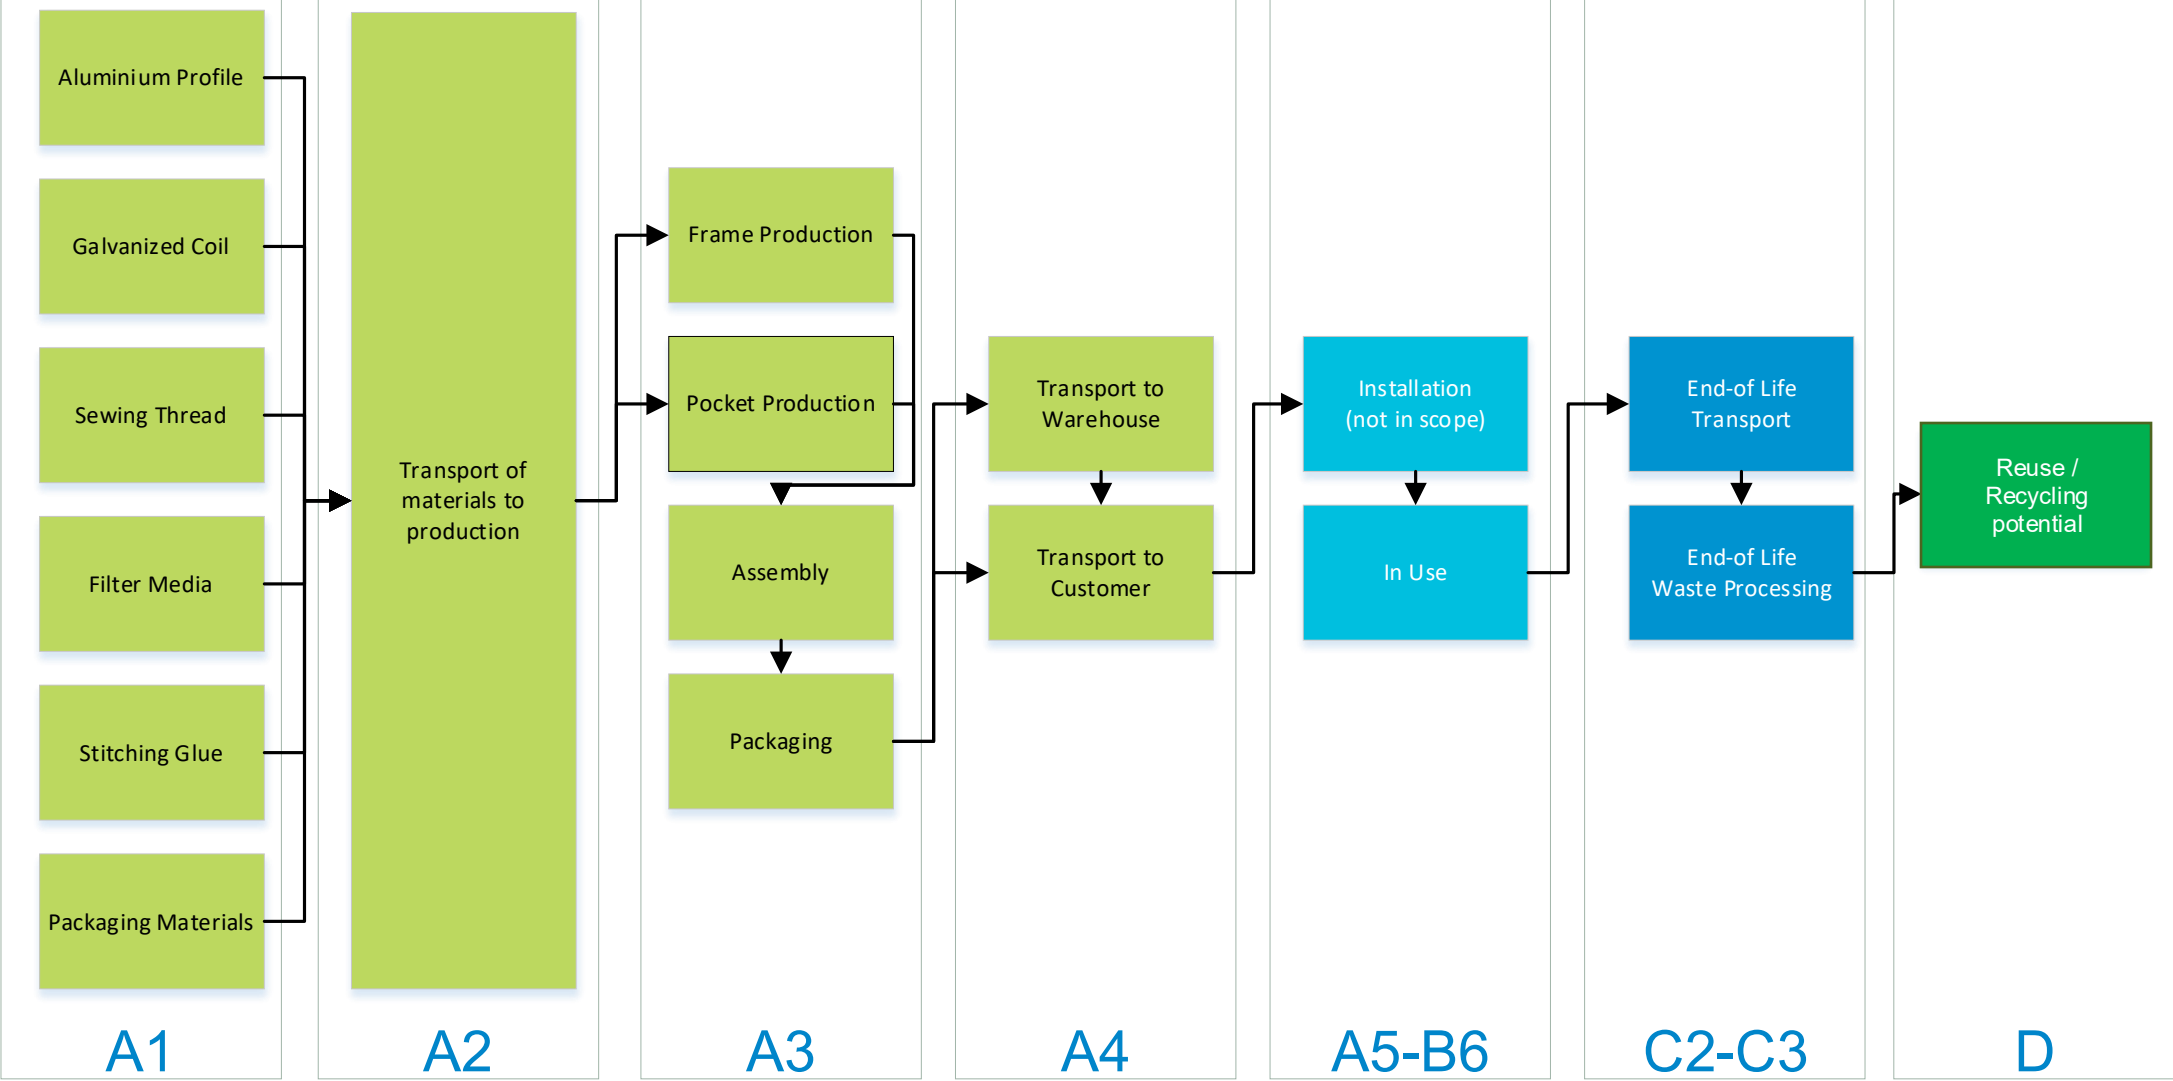 Aluminium Profile
Galvanized Coil
Sewing Thread
Filter Media
Stitching Glue
Packaging Materials
A1
Transport of
materials to
production
A2
Frame Production
Pocket Production
Assembly
Packaging
A3
Transport to
Warehouse
Transport to
Customer
A4
Installation
(not in scope)
In Use
A5-B6
End-of Life
Transport
End-of Life
Waste Processing
C2-C3
Reuse /
Recycling
potential
D